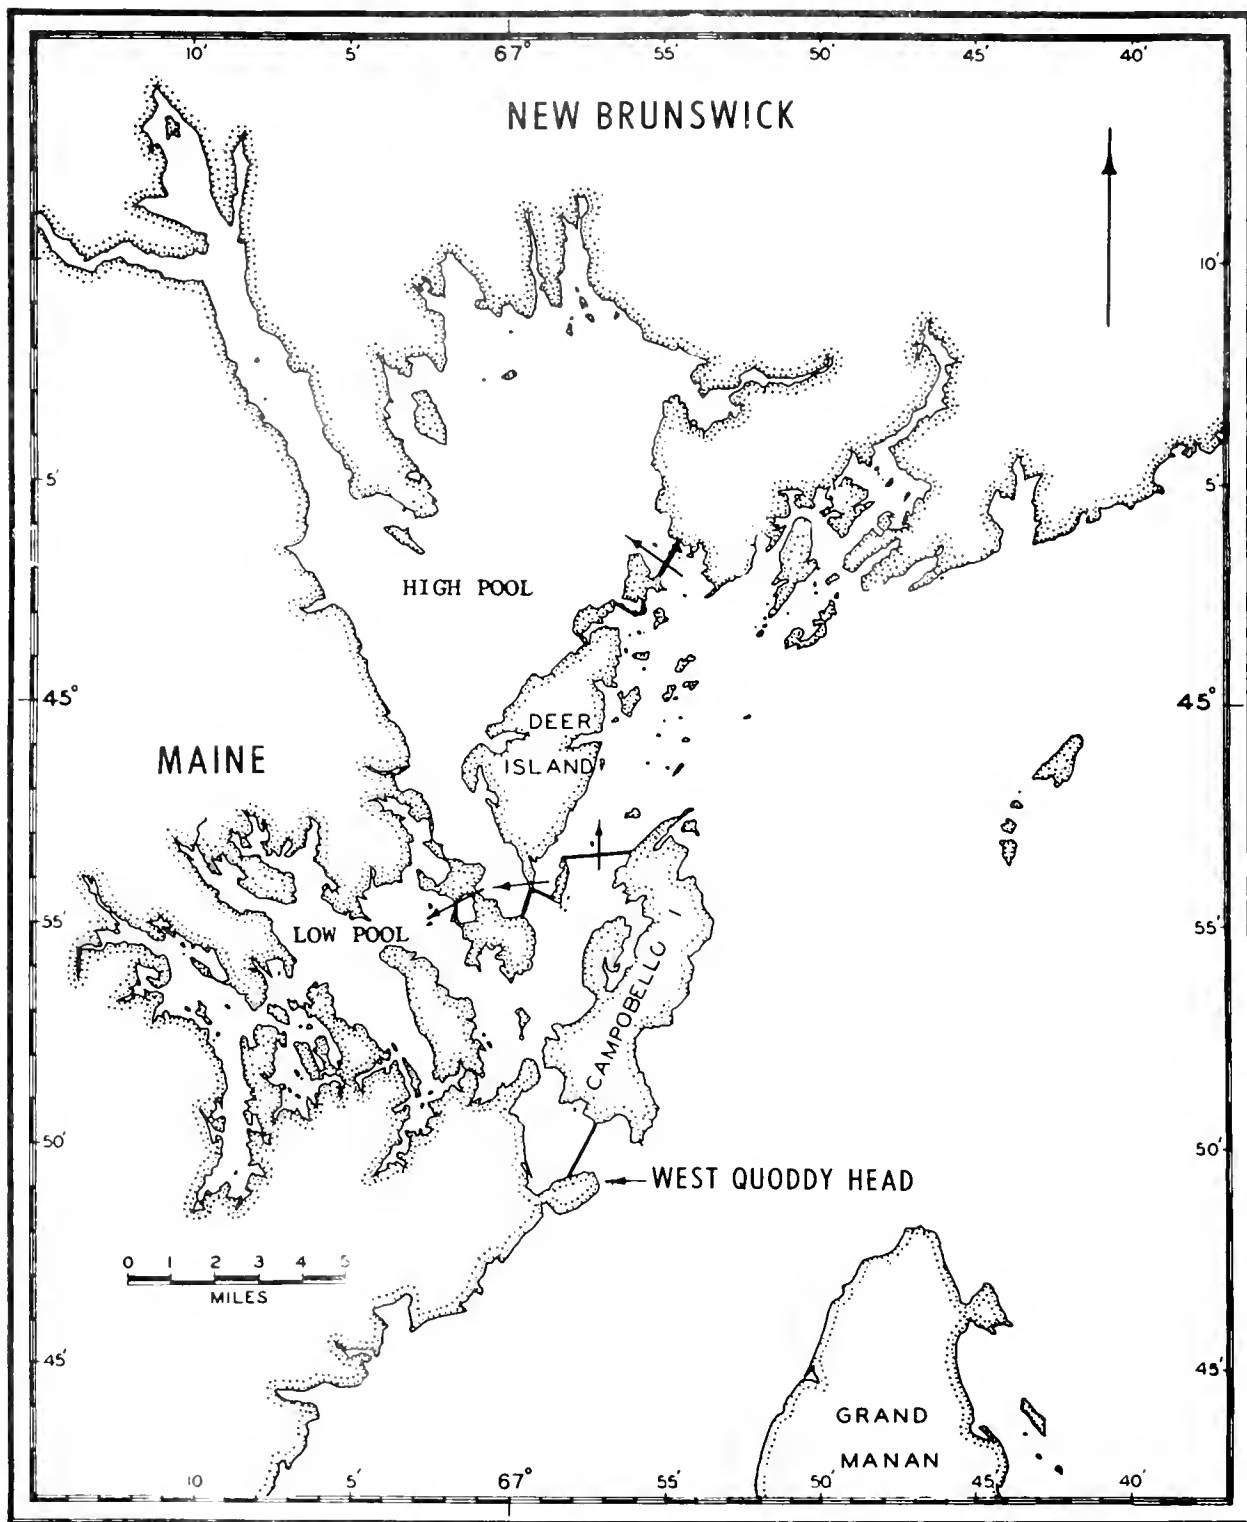 10′ 5′ 67° 55′ 50′ 45′ 40′
NEW BRUNSWICK
10′
5′ 5′
HIGH POOL
45° 45°
DEER
ISLAND
MAINE
55′ 55′
LOW POOL
CAMPOBELLO I
50′ 50′
WEST QUODDY HEAD
0 1 2 3 4 5
MILES
45′ 45′
GRAND
MANAN
10 5′ 67° 55′ 50′ 45′ 40′